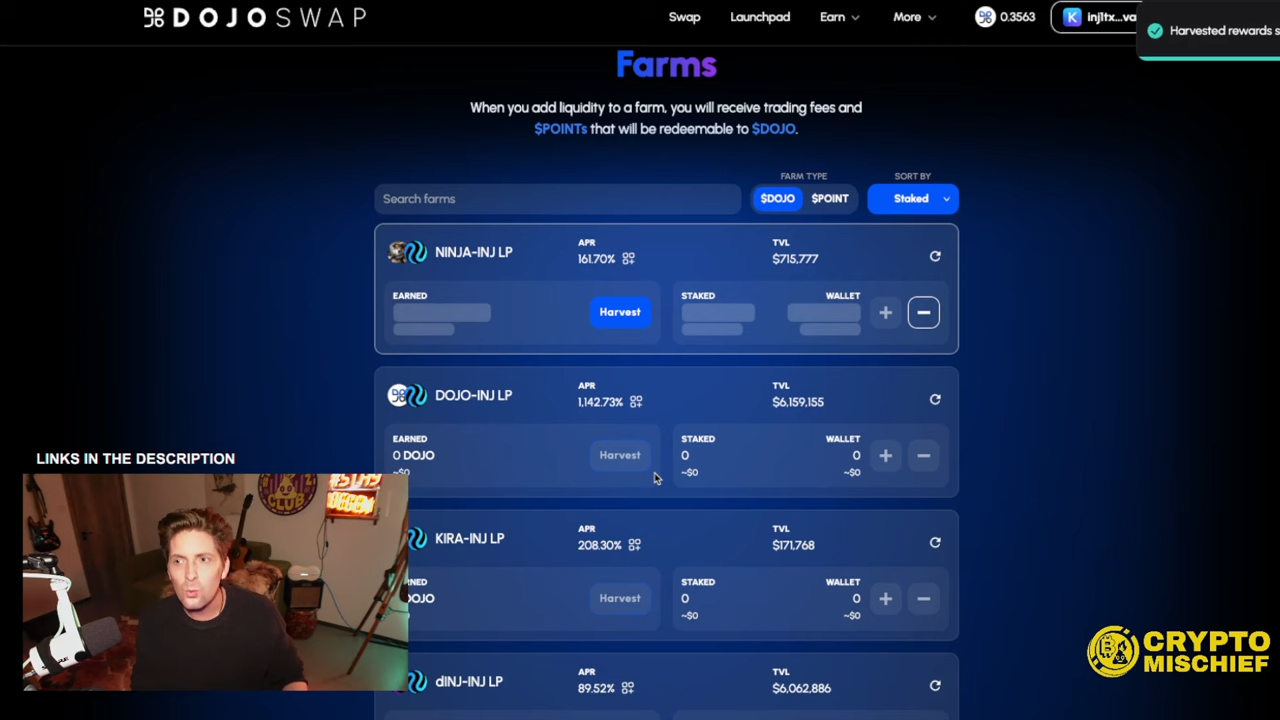 DOJOSWAP
Swap
Launchpad
Earn
More
0.3563
inj1tx...va
Harvested rewards s
Farms
When you add liquidity to a farm, you will receive trading fees and
$POINTs that will be redeemable to $DOJO.
FARM TYPE
SORT BY
Search farms
$DOJO
$POINT
Staked
NINJA-INJ LP
APR
161.70%
TVL
$715,777
EARNED
Harvest
STAKED
WALLET
DOJO-INJ LP
APR
1,142.73%
TVL
$6,159,155
EARNED
0 DOJO
~$0
Harvest
STAKED
0
~$0
WALLET
0
~$0
KIRA-INJ LP
APR
208.30%
TVL
$171,768
NED
DOJO
Harvest
STAKED
0
~$0
WALLET
0
~$0
dINJ-INJ LP
APR
89.52%
TVL
$6,062,886
LINKS IN THE DESCRIPTION
CLUB
CRYPTO
MISCHIEF